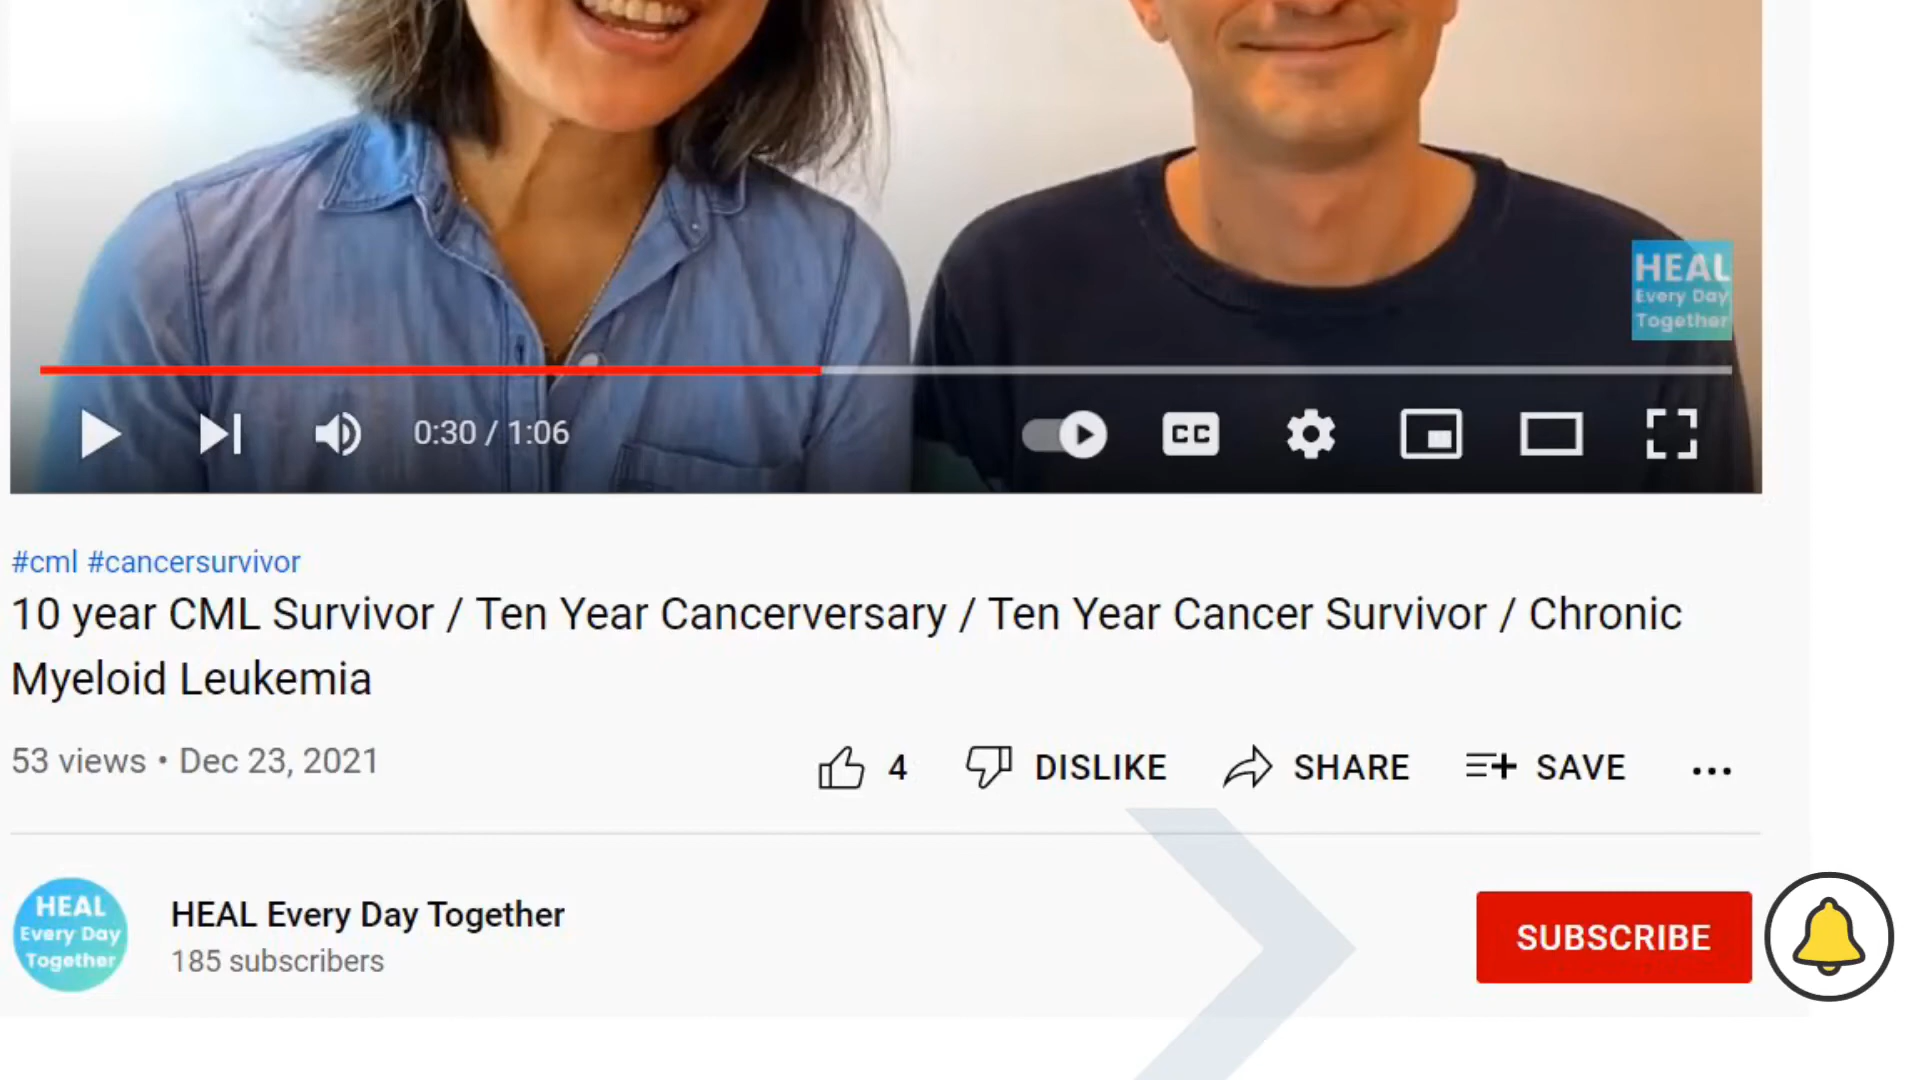 HEAL
Every Day
Together
0:30 / 1:06
CC
#cml #cancersurvivor
10 year CML Survivor / Ten Year Cancerversary / Ten Year Cancer Survivor / Chronic
Myeloid Leukemia
53 views • Dec 23, 2021
4 DISLIKE SHARE SAVE
HEAL
Every Day
Together
HEAL Every Day Together
185 subscribers
SUBSCRIBE